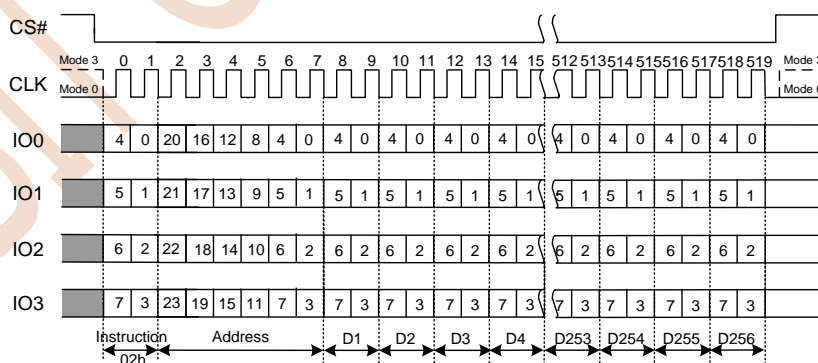 CS#
Mode 3 0 1 2 3 4 5 6 7 8 9 10 11 12 13 14 15 512 513 514 515 516 517 518 519 Mode 3
CLK
Mode 0 Mode 0
IO0 4 0 20 16 12 8 4 0 4 0 4 0 4 0 4 0 4 0 4 0 4 0 4 0
IO1 5 1 21 17 13 9 5 1 5 1 5 1 5 1 5 1 5 1 5 1 5 1 5 1
IO2 6 2 22 18 14 10 6 2 6 2 6 2 6 2 6 2 6 2 6 2 6 2 6 2
IO3 7 3 23 19 15 11 7 3 7 3 7 3 7 3 7 3 7 3 7 3 7 3 7 3
Instruction Address D1 D2 D3 D4 D253 D254 D255 D256
02h